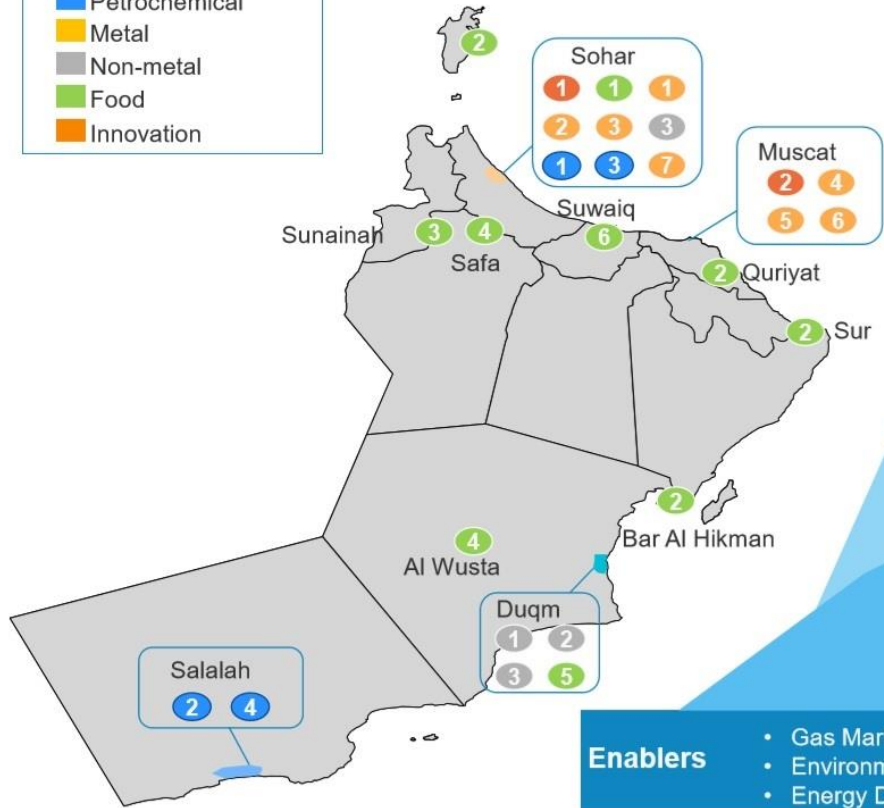 Petrochemical
Metal
Non-metal
Food
Innovation
2
Sohar
1 1 1
2 3 3
1 3 7
Muscat
2 4
5 6
Suwaiq
6
Sunainah 3 4
Safa
2 Quriyat
2 Sur
2
Bar Al Hikman
4
Al Wusta
Duqm
1 2
3 5
Salalah
2 4
Enablers
• Gas Mar
• Environm
• Energy D